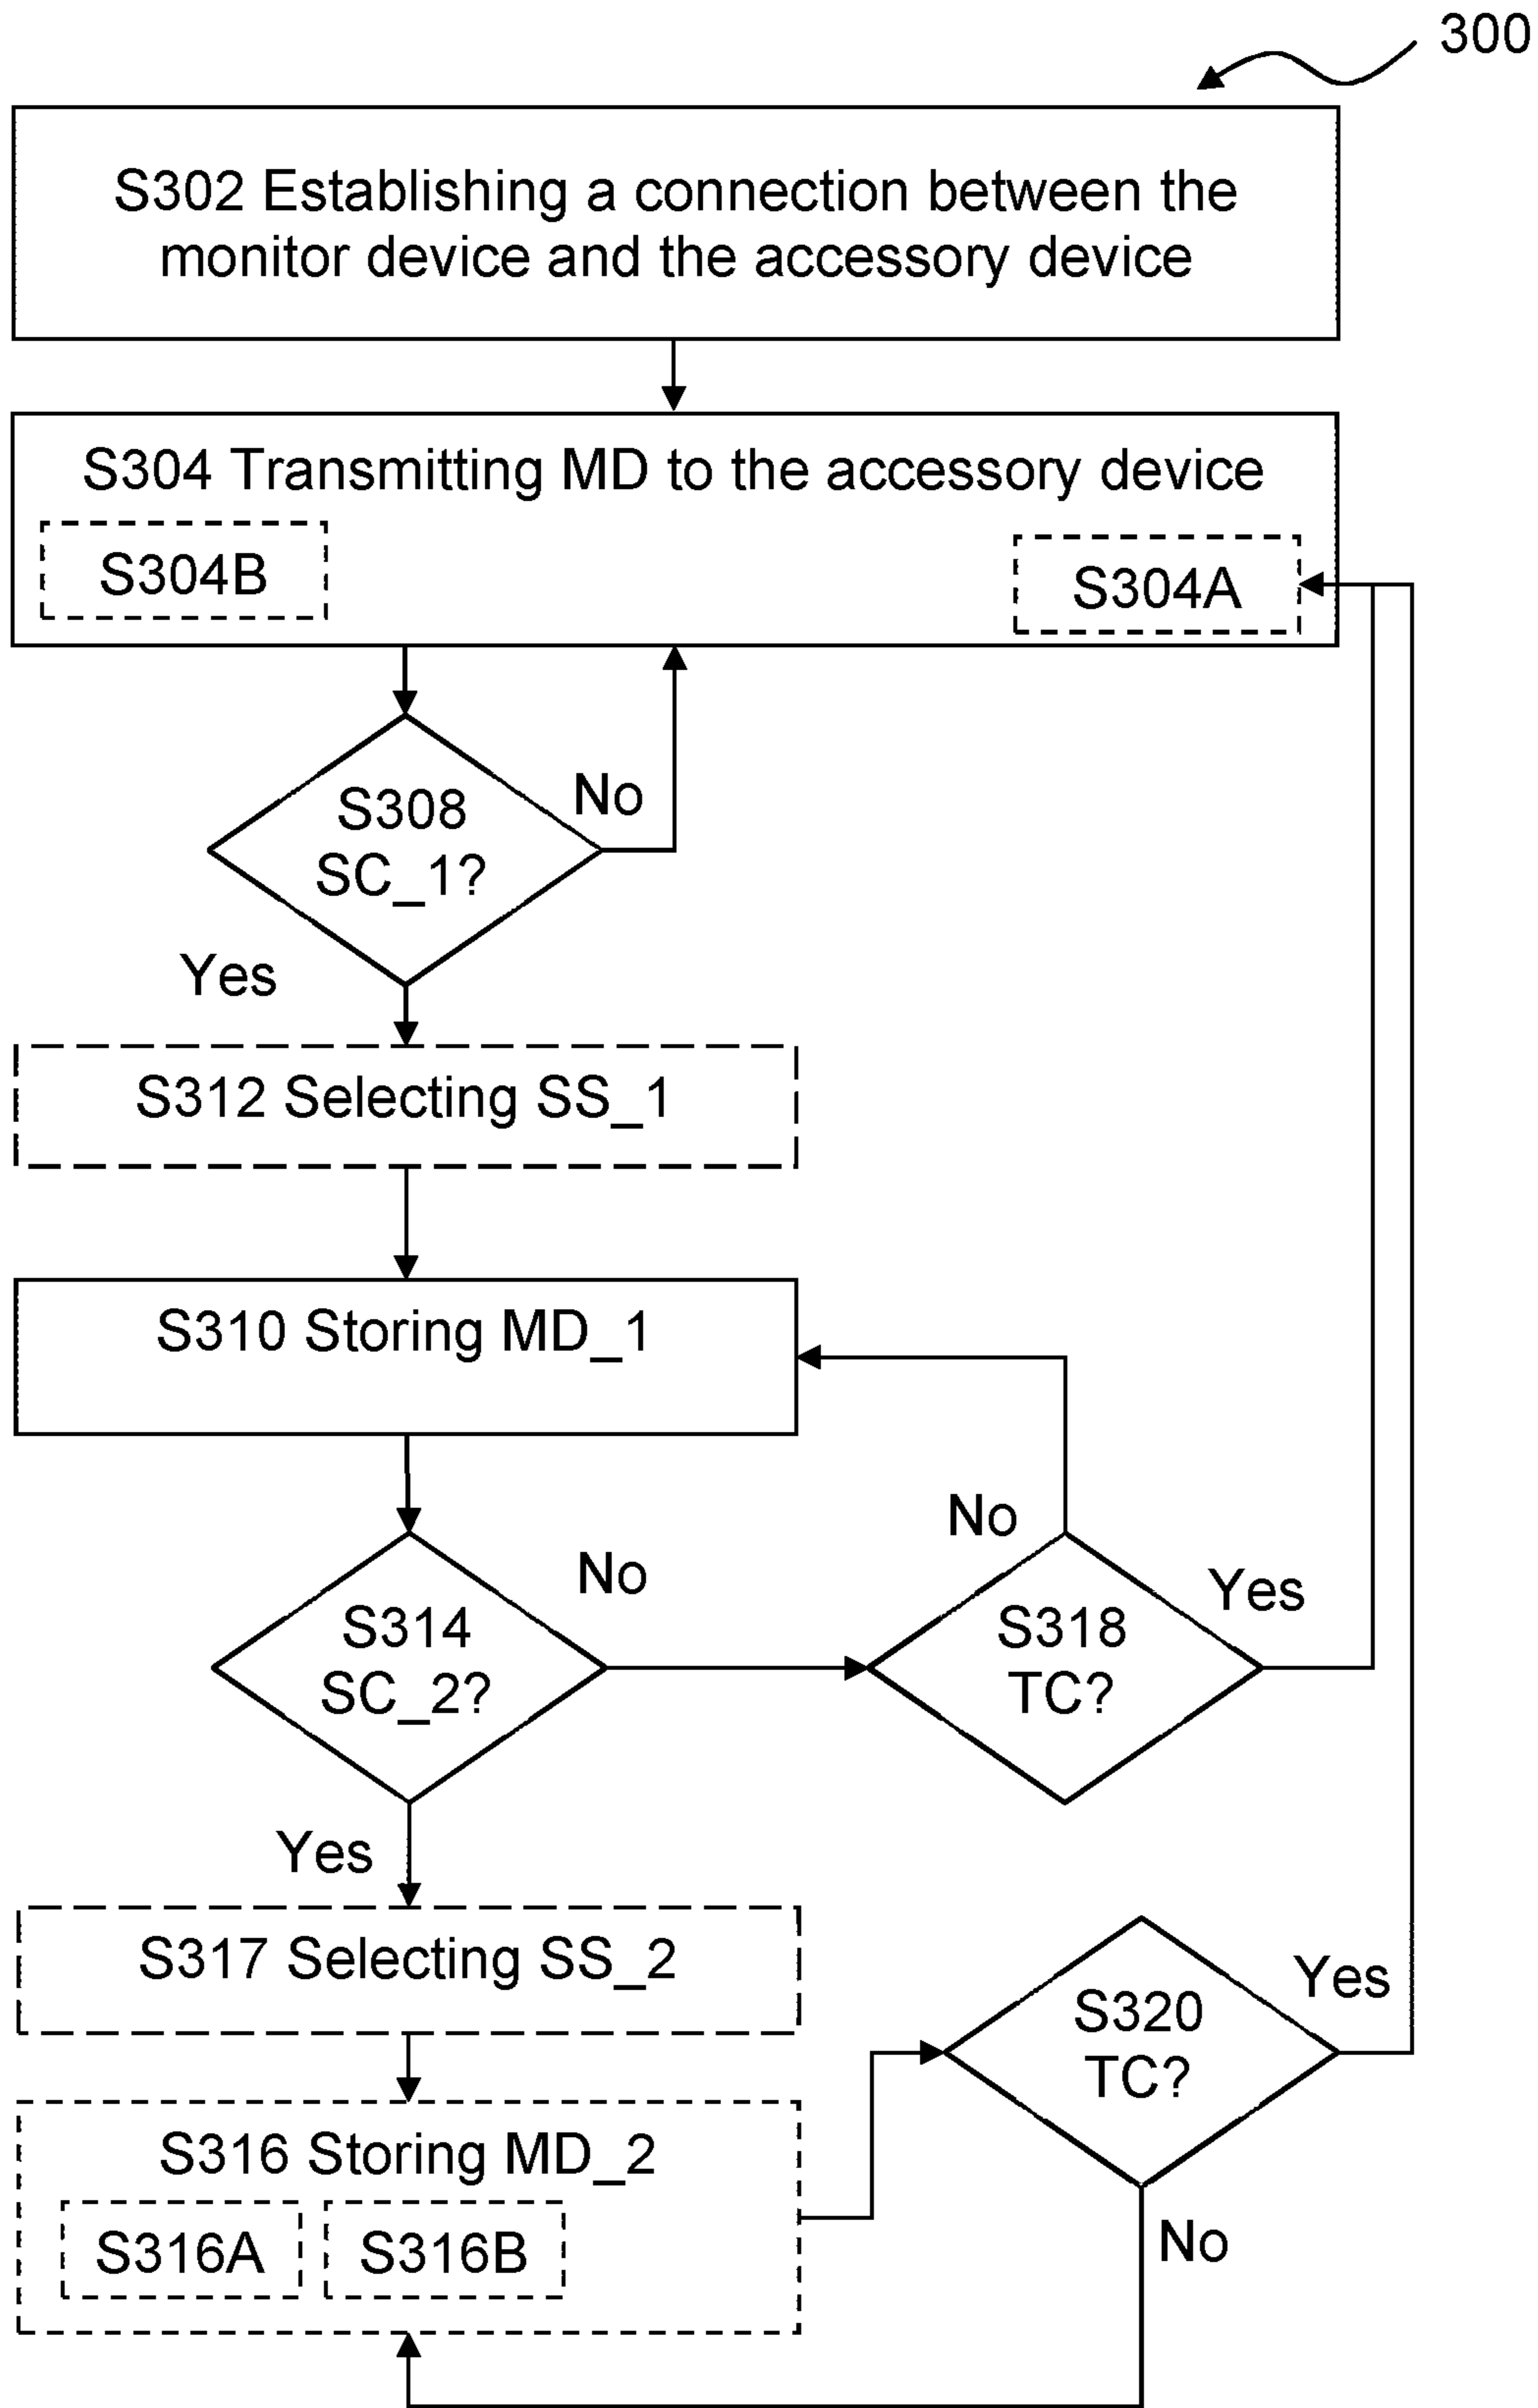 300
S302 Establishing a connection between the
monitor device and the accessory device
S304 Transmitting MD to the accessory device
S304B
S304A
S308
SC_1?
No
Yes
S312 Selecting SS_1
S310 Storing MD_1
S314
SC_2?
No
No
S318
TC?
Yes
Yes
S317 Selecting SS_2
S316 Storing MD_2
S316A
S316B
S320
TC?
Yes
No